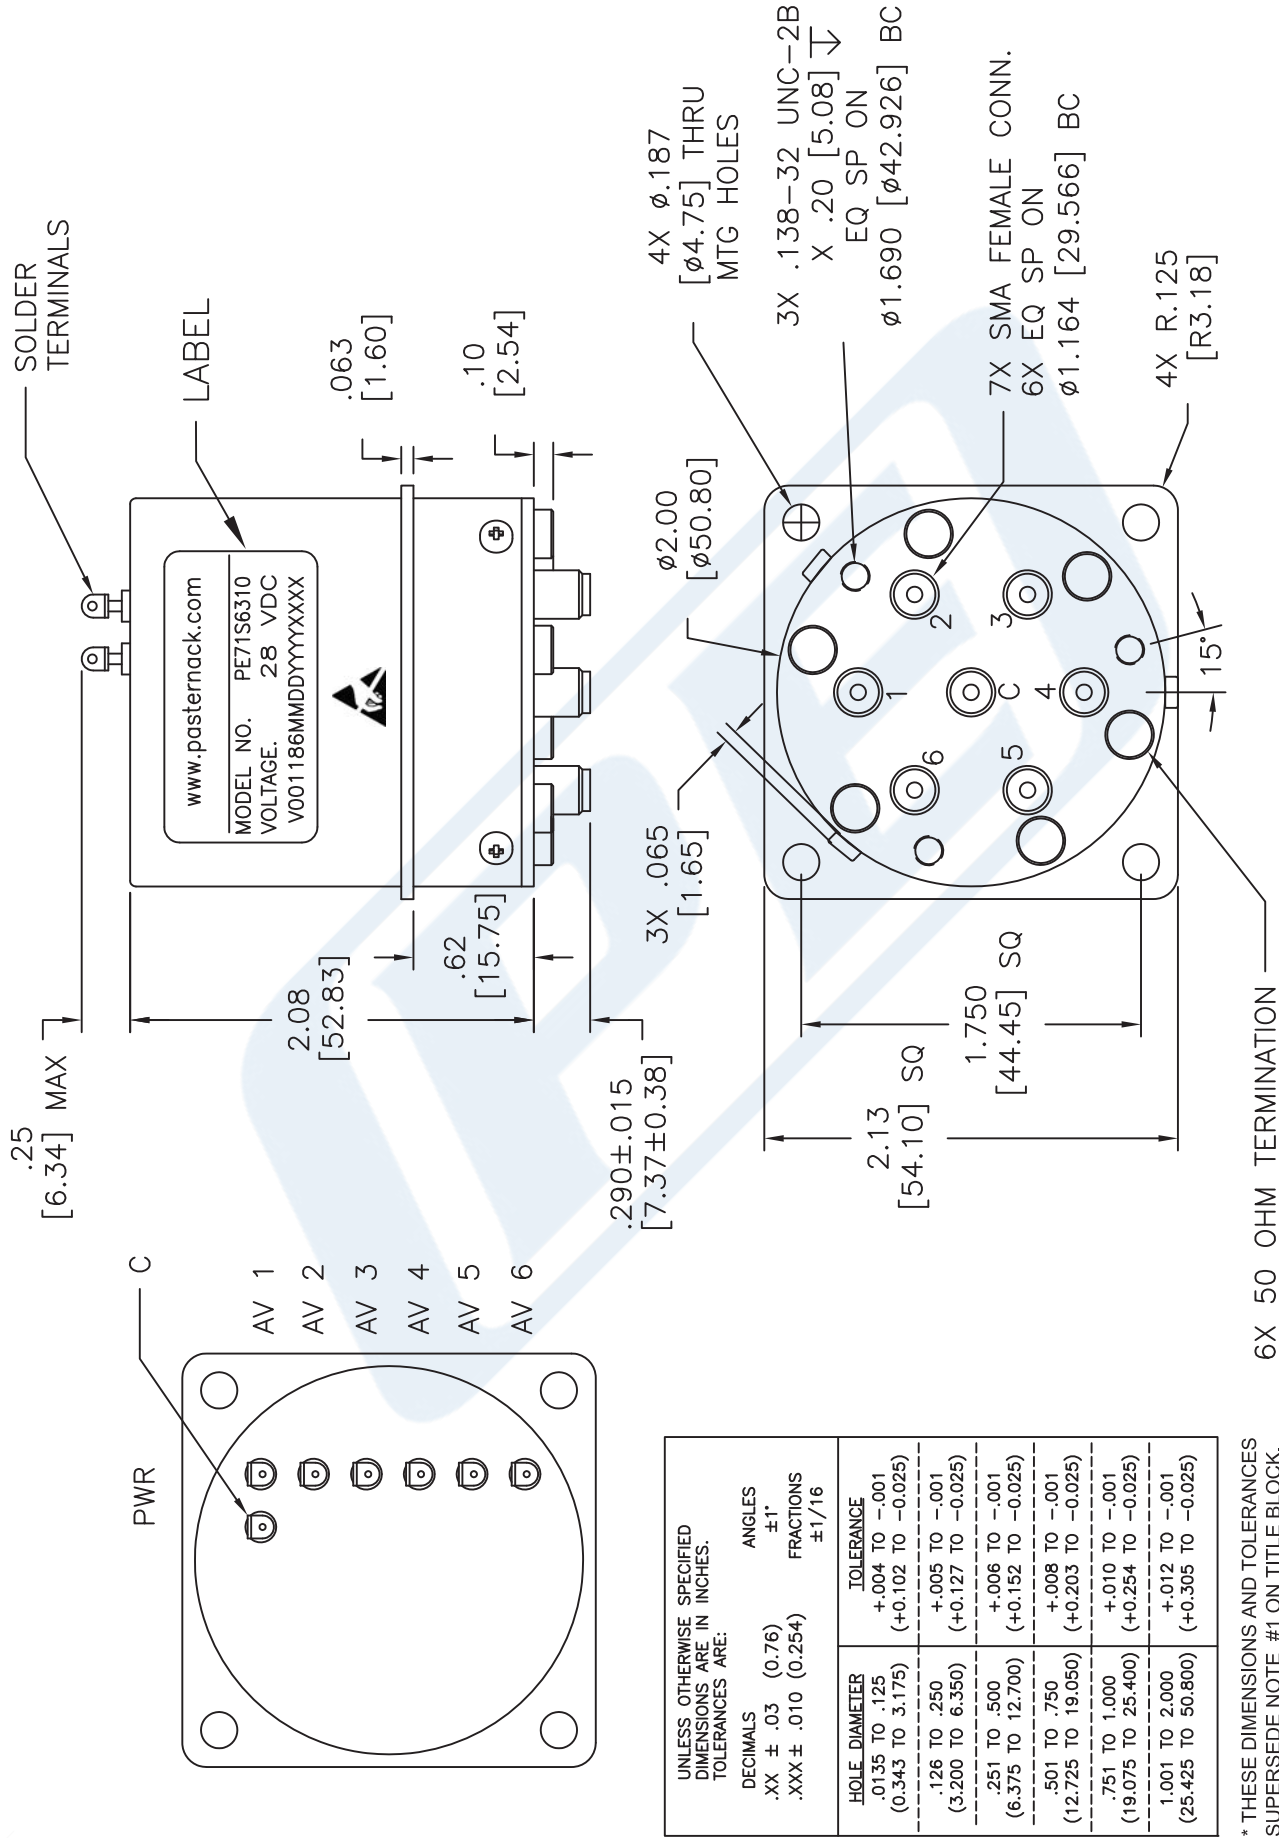 .25
[6.34] MAX
SOLDER
TERMINALS
PWR
C
AV 1
AV 2
AV 3
AV 4
AV 5
AV 6
2.08
[52.83]
.62
[15.75]
.290±.015
[7.37±0.38]
www.pasternack.com
MODEL NO. PE71S6310
VOLTAGE. 28 VDC
V001186MMDDYYYYXXXX
LABEL
.063
[1.60]
.10
[2.54]
UNLESS OTHERWISE SPECIFIED
DIMENSIONS ARE IN INCHES.
TOLERANCES ARE:
DECIMALS ANGLES
.XX ± .03 (0.76) ±1°
.XXX ± .010 (0.254) FRACTIONS
±1/16
HOLE DIAMETER TOLERANCE
.0135 TO .125 +.004 TO -.001
(0.343 TO 3.175) (+0.102 TO -0.025)
.126 TO .250 +.005 TO -.001
(3.200 TO 6.350) (+0.127 TO -0.025)
.251 TO .500 +.006 TO -.001
(6.375 TO 12.700) (+0.152 TO -0.025)
.501 TO .750 +.008 TO -.001
(12.725 TO 19.050) (+0.203 TO -0.025)
.751 TO 1.000 +.010 TO -.001
(19.075 TO 25.400) (+0.254 TO -0.025)
1.001 TO 2.000 +.012 TO -.001
(25.425 TO 50.800) (+0.305 TO -0.025)
* THESE DIMENSIONS AND TOLERANCES
SUPERSEDE NOTE #1 ON TITLE BLOCK.
2.13
[54.10] SQ
1.750
[44.45] SQ
3X .065
[1.65]
ø2.00
[ø50.80]
4X ø.187
[ø4.75] THRU
MTG HOLES
3X .138-32 UNC-2B
X .20 [5.08] ↧
EQ SP ON
ø1.690 [ø42.926] BC
7X SMA FEMALE CONN.
6X EQ SP ON
ø1.164 [29.566] BC
4X R.125
[R3.18]
1
2
3
4
5
6
C
15°
6X 50 OHM TERMINATION